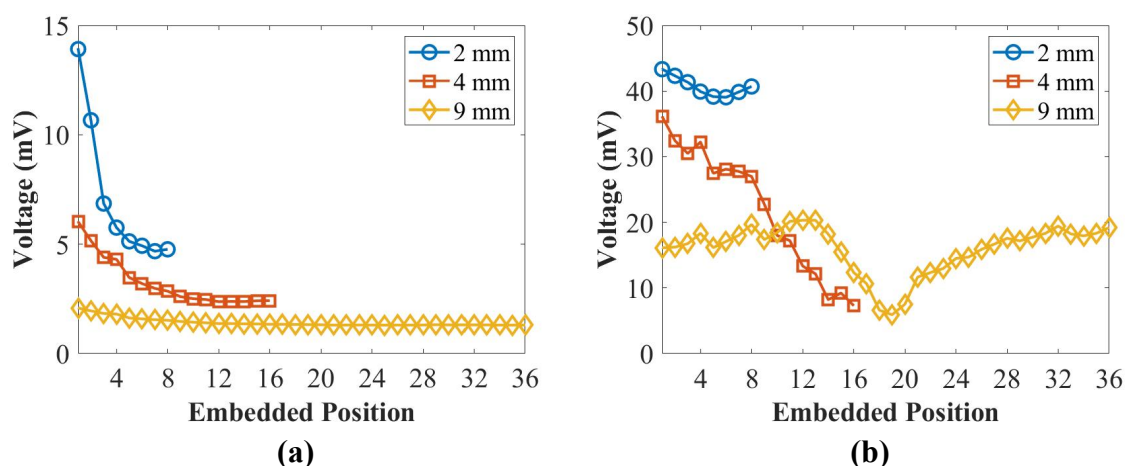 15
10
5
0
4 8 12 16 20 24 28 32 36
Voltage (mV)
Embedded Position
2 mm
4 mm
9 mm
(a)
50
40
30
20
10
0
4 8 12 16 20 24 28 32 36
Voltage (mV)
Embedded Position
2 mm
4 mm
9 mm
(b)